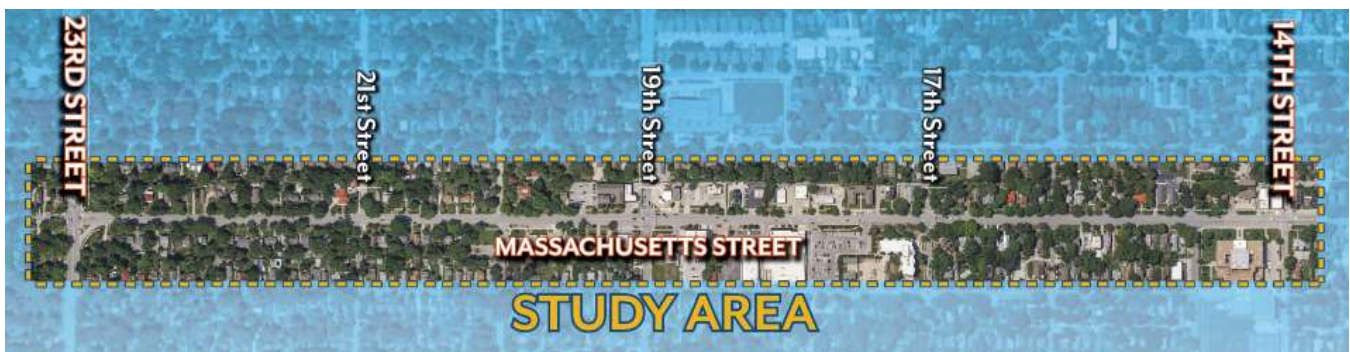 23RD STREET
21st Street
19th Street
17th Street
14TH STREET
MASSACHUSETTS STREET
STUDY AREA